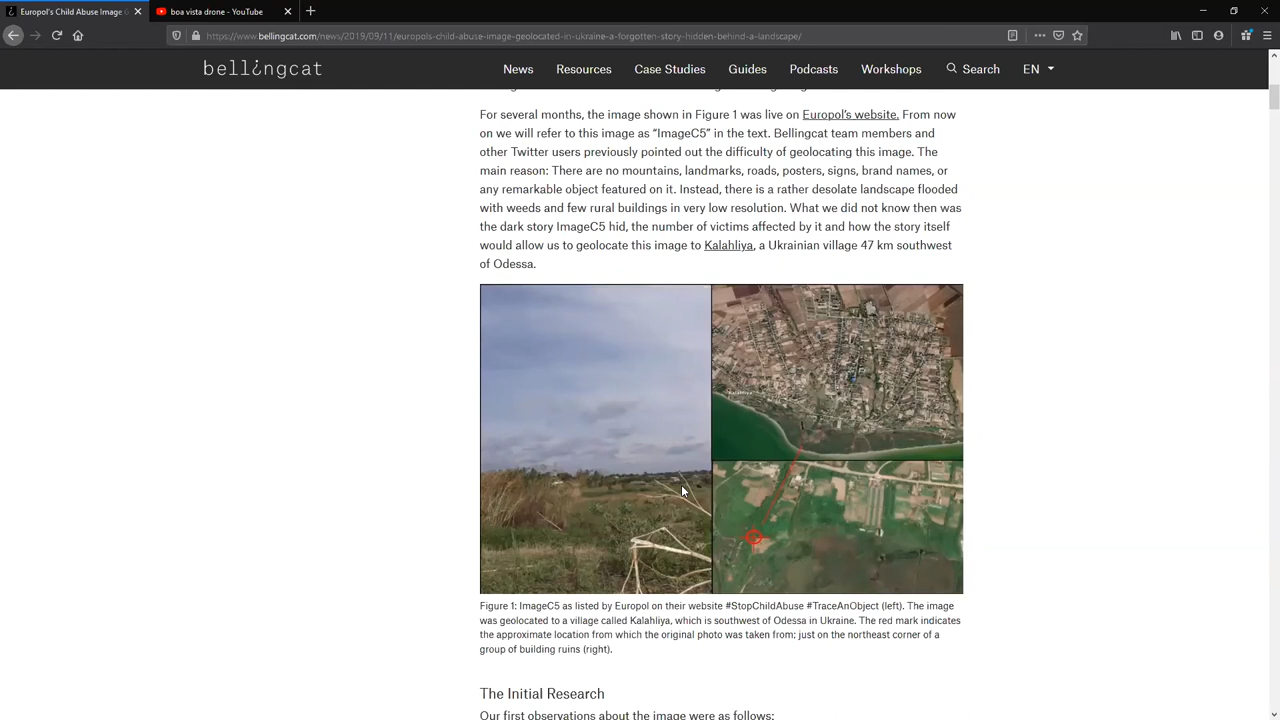 Europol's Child Abuse Image G
boa vista drone - YouTube
https://www.bellingcat.com/news/2019/09/11/europols-child-abuse-image-geolocated-in-ukraine-a-forgotten-story-hidden-behind-a-landscape/
bellingcat
News
Resources
Case Studies
Guides
Podcasts
Workshops
Search
EN
For several months, the image shown in Figure 1 was live on Europol's website. From now
on we will refer to this image as “ImageC5” in the text. Bellingcat team members and
other Twitter users previously pointed out the difficulty of geolocating this image. The
main reason: There are no mountains, landmarks, roads, posters, signs, brand names, or
any remarkable object featured on it. Instead, there is a rather desolate landscape flooded
with weeds and few rural buildings in very low resolution. What we did not know then was
the dark story ImageC5 hid, the number of victims affected by it and how the story itself
would allow us to geolocate this image to Kalahliya, a Ukrainian village 47 km southwest
of Odessa.
Kalahliya
Figure 1: ImageC5 as listed by Europol on their website #StopChildAbuse #TraceAnObject (left). The image
was geolocated to a village called Kalahliya, which is southwest of Odessa in Ukraine. The red mark indicates
the approximate location from which the original photo was taken from; just on the northeast corner of a
group of building ruins (right).
The Initial Research
Our first observations about the image were as follows: